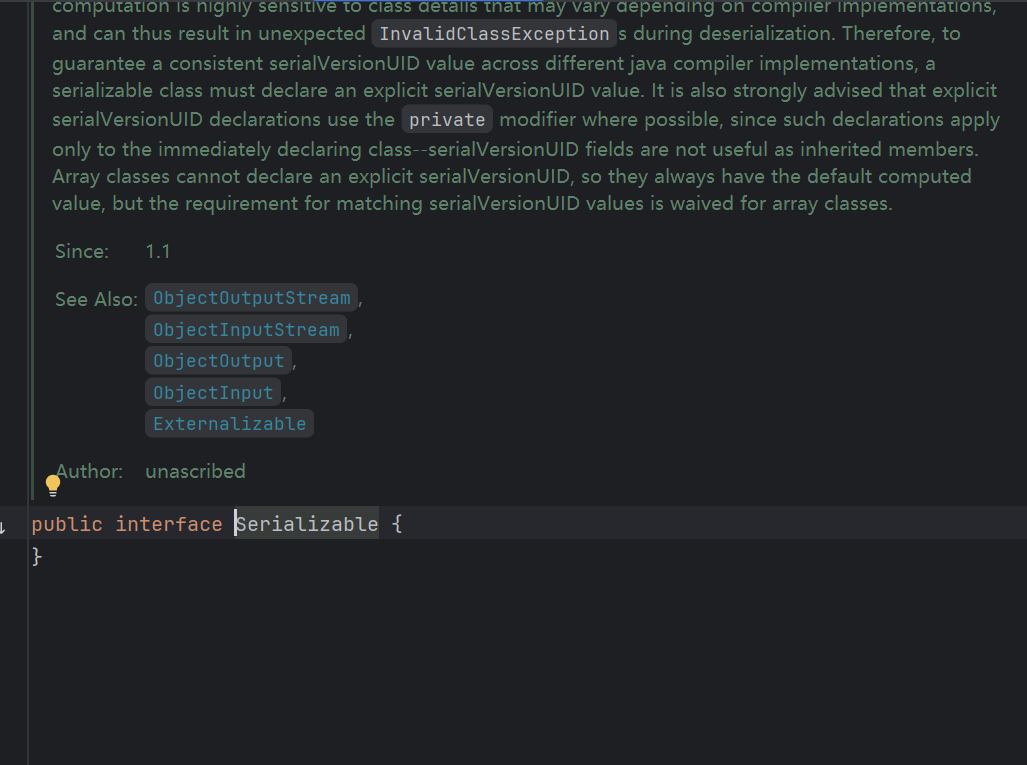 computation is highly sensitive to class details that may vary depending on compiler implementations,
and can thus result in unexpected InvalidClassException s during deserialization. Therefore, to
guarantee a consistent serialVersionUID value across different java compiler implementations, a
serializable class must declare an explicit serialVersionUID value. It is also strongly advised that explicit
serialVersionUID declarations use the private modifier where possible, since such declarations apply
only to the immediately declaring class--serialVersionUID fields are not useful as inherited members.
Array classes cannot declare an explicit serialVersionUID, so they always have the default computed
value, but the requirement for matching serialVersionUID values is waived for array classes.
Since: 1.1
See Also: ObjectOutputStream,
ObjectInputStream,
ObjectOutput,
ObjectInput,
Externalizable
Author: unascribed
public interface Serializable {
}